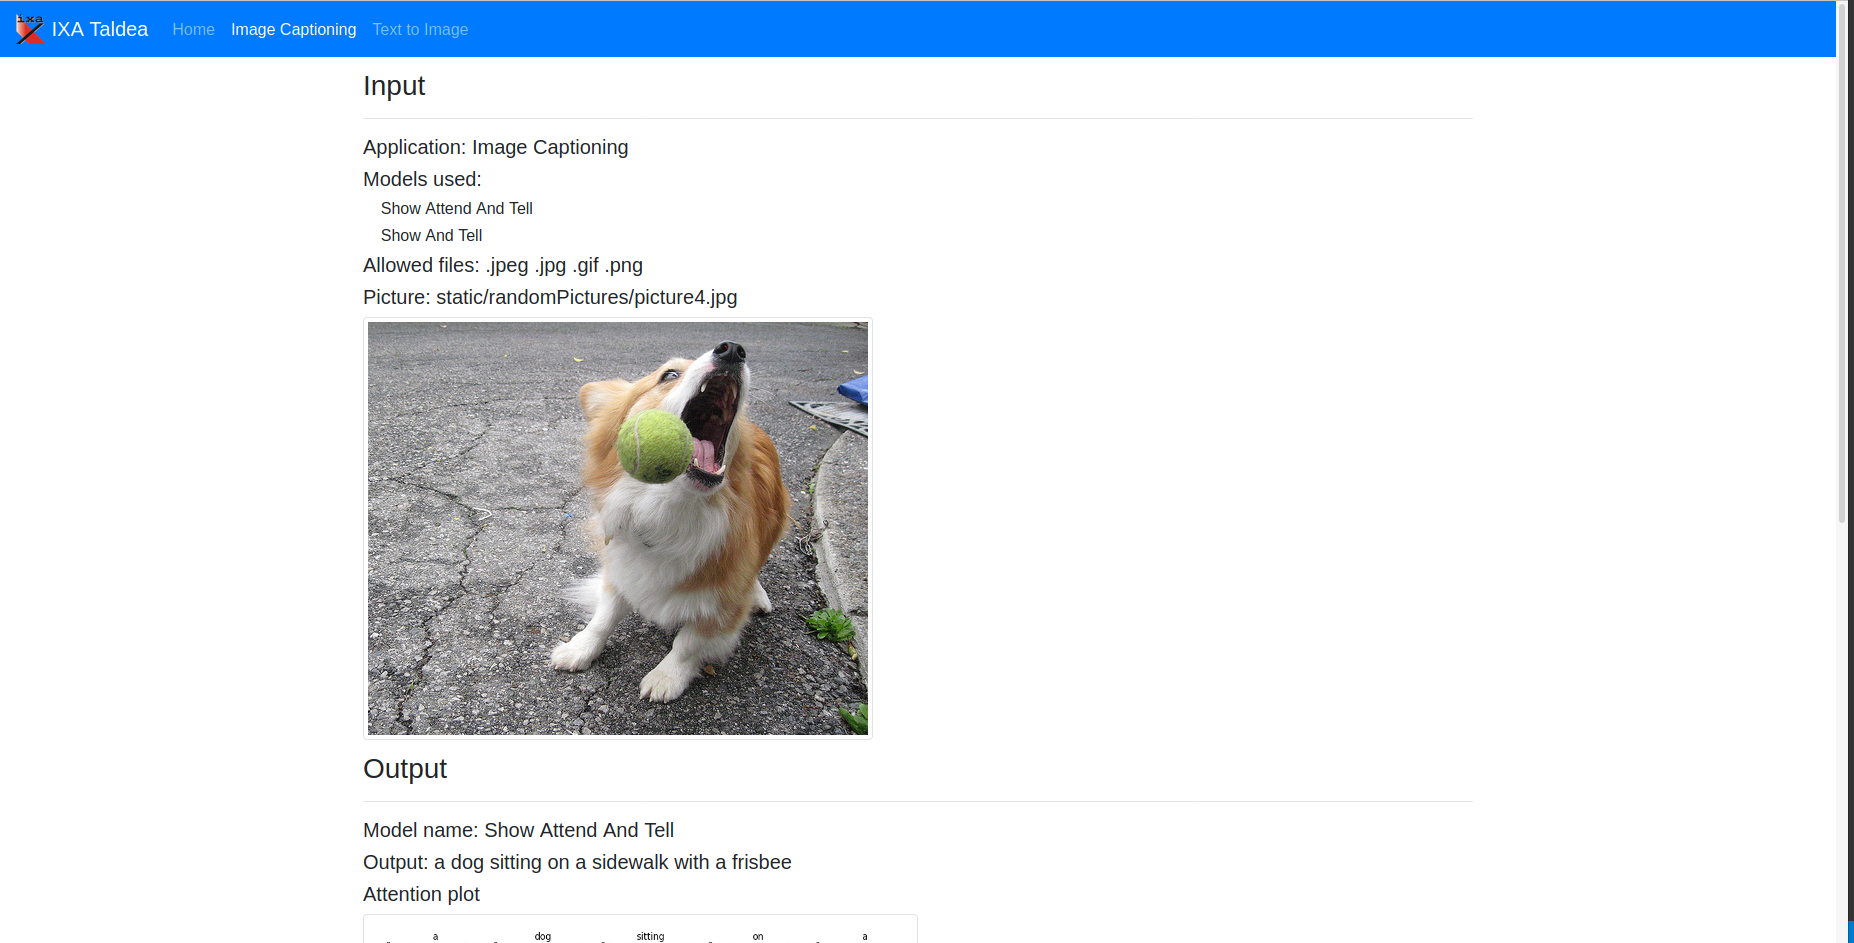 ixa
IXA Taldea Home Image Captioning Text to Image
Input
Application: Image Captioning
Models used:
Show Attend And Tell
Show And Tell
Allowed files: .jpeg .jpg .gif .png
Picture: static/randomPictures/picture4.jpg
Output
Model name: Show Attend And Tell
Output: a dog sitting on a sidewalk with a frisbee
Attention plot
a dog sitting on a